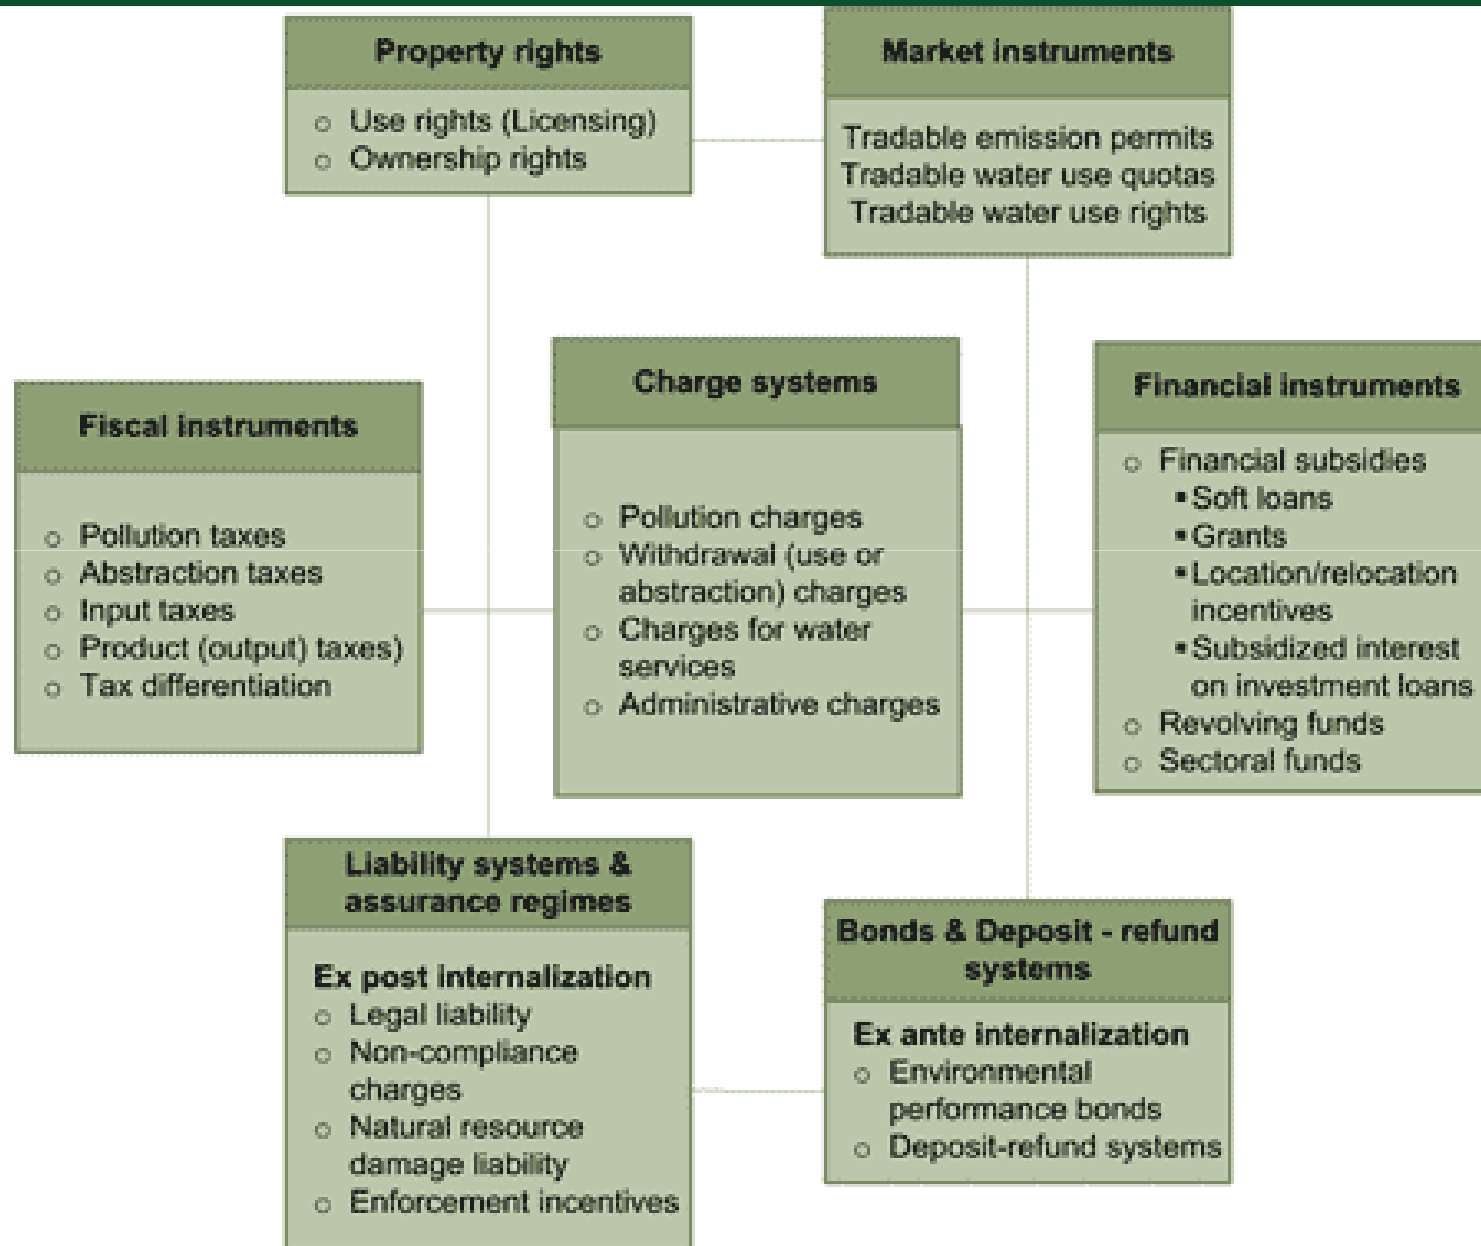 Property rights
o Use rights (Licensing)
o Ownership rights
Market instruments
Tradable emission permits
Tradable water use quotas
Tradable water use rights
Fiscal instruments
o Pollution taxes
o Abstraction taxes
o Input taxes
o Product (output) taxes)
o Tax differentiation
Charge systems
o Pollution charges
o Withdrawal (use or
abstraction) charges
o Charges for water
services
o Administrative charges
Financial instruments
o Financial subsidies
▪Soft loans
▪Grants
▪Location/relocation
incentives
▪Subsidized interest
on investment loans
o Revolving funds
o Sectoral funds
Liability systems &
assurance regimes
Ex post internalization
o Legal liability
o Non-compliance
charges
o Natural resource
damage liability
o Enforcement incentives
Bonds & Deposit - refund
systems
Ex ante internalization
o Environmental
performance bonds
o Deposit-refund systems